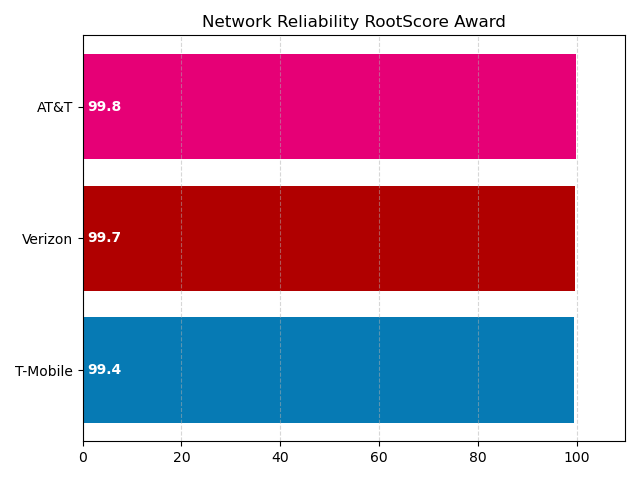 Network Reliability RootScore Award
AT&T
99.8
Verizon
99.7
T-Mobile
99.4
0 20 40 60 80 100